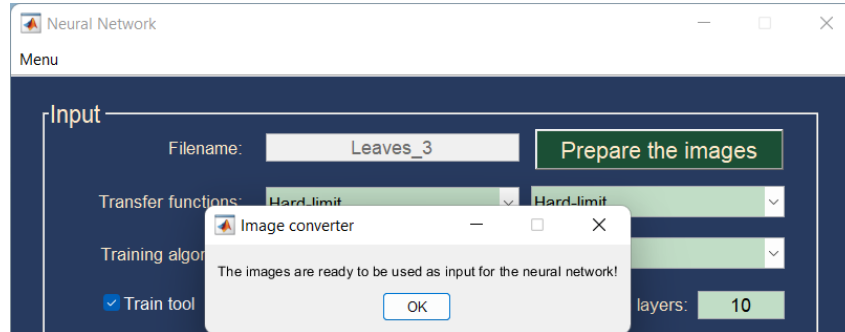 Neural Network
Menu
Input
Filename: Leaves_3 Prepare the images
Transfer functions: Hard-limit Hard-limit
Image converter
Training algor
The images are ready to be used as input for the neural network!
Train tool OK layers: 10